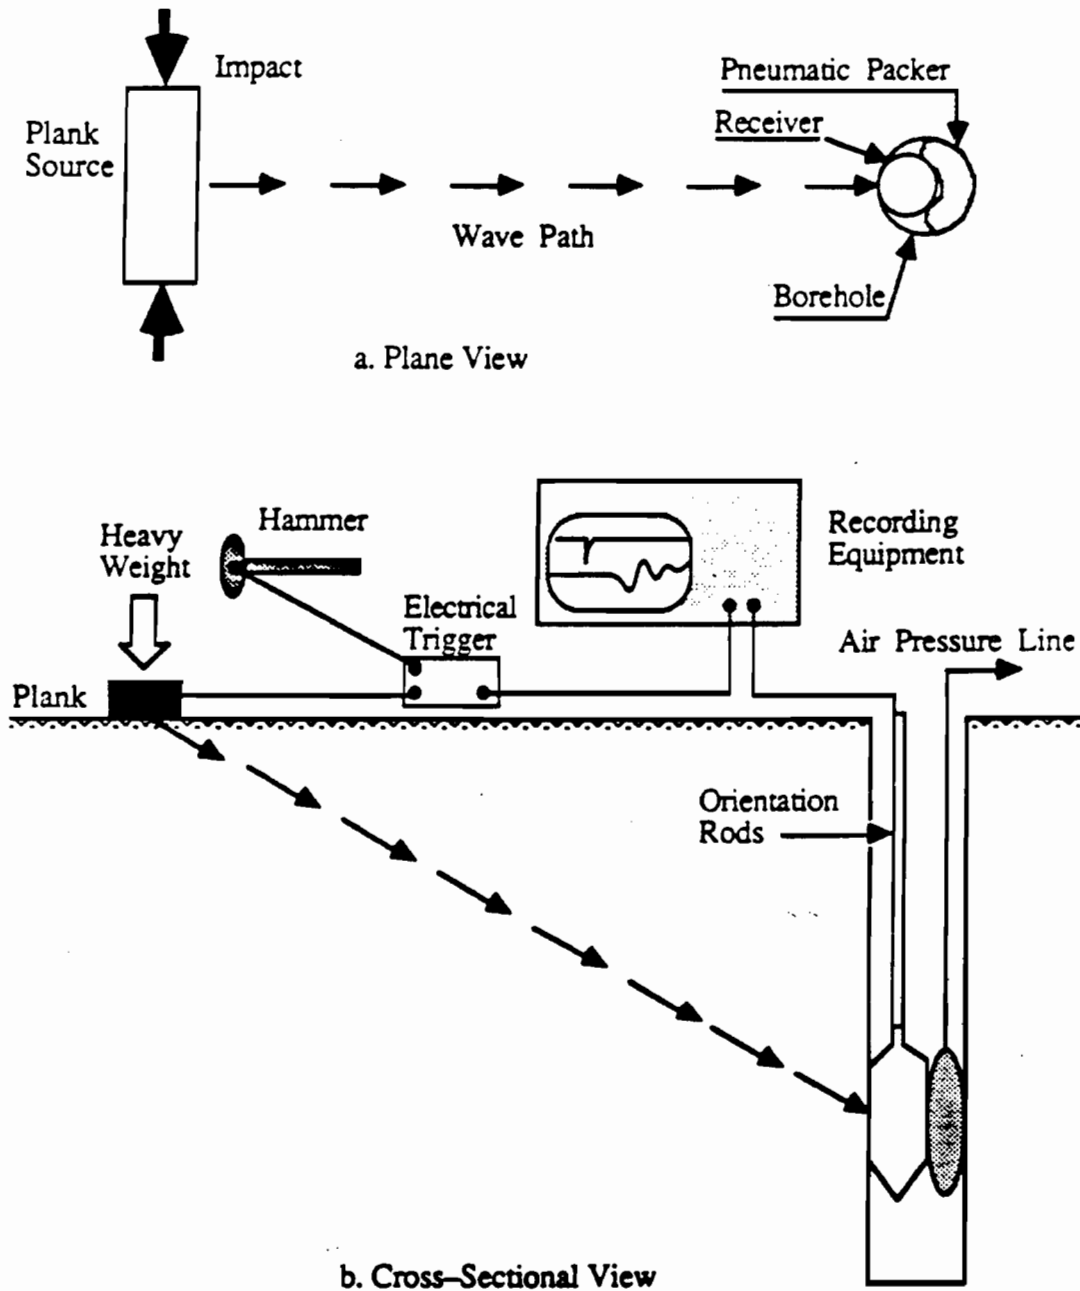 Impact
Plank
Source
Pneumatic Packer
Receiver
Wave Path
Borehole
a. Plane View
Heavy
Weight
Hammer
Electrical
Trigger
Recording
Equipment
Air Pressure Line
Plank
Orientation
Rods
b. Cross-Sectional View